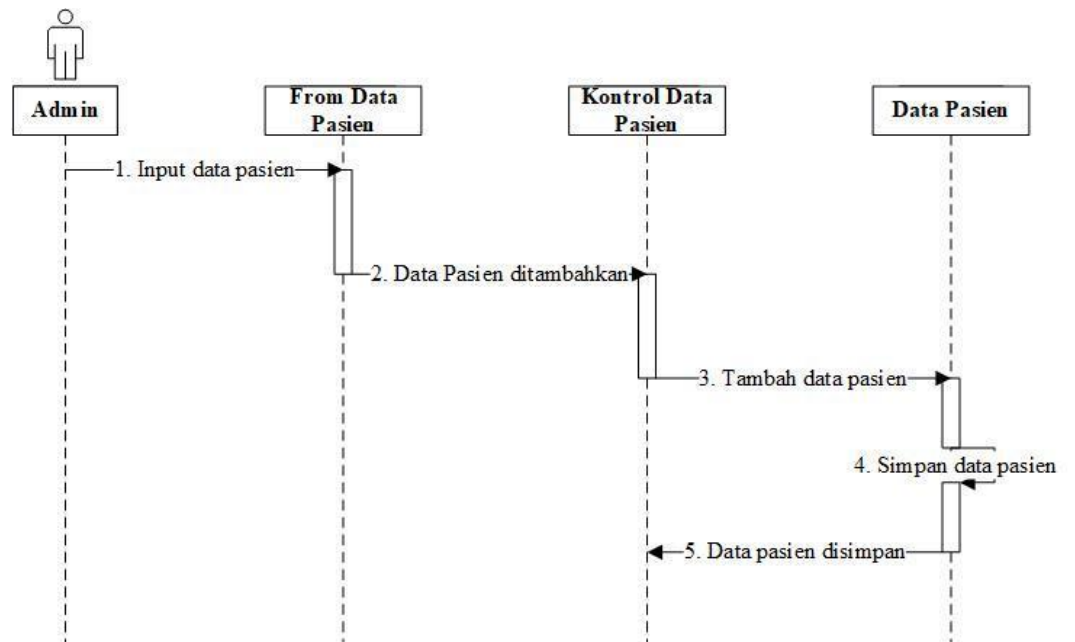 Admin
From Data
Pasien
Kontrol Data
Pasien
Data Pasien
1. Input data pasien
2. Data Pasien ditambahkan
3. Tambah data pasien
4. Simpan data pasien
5. Data pasien disimpan